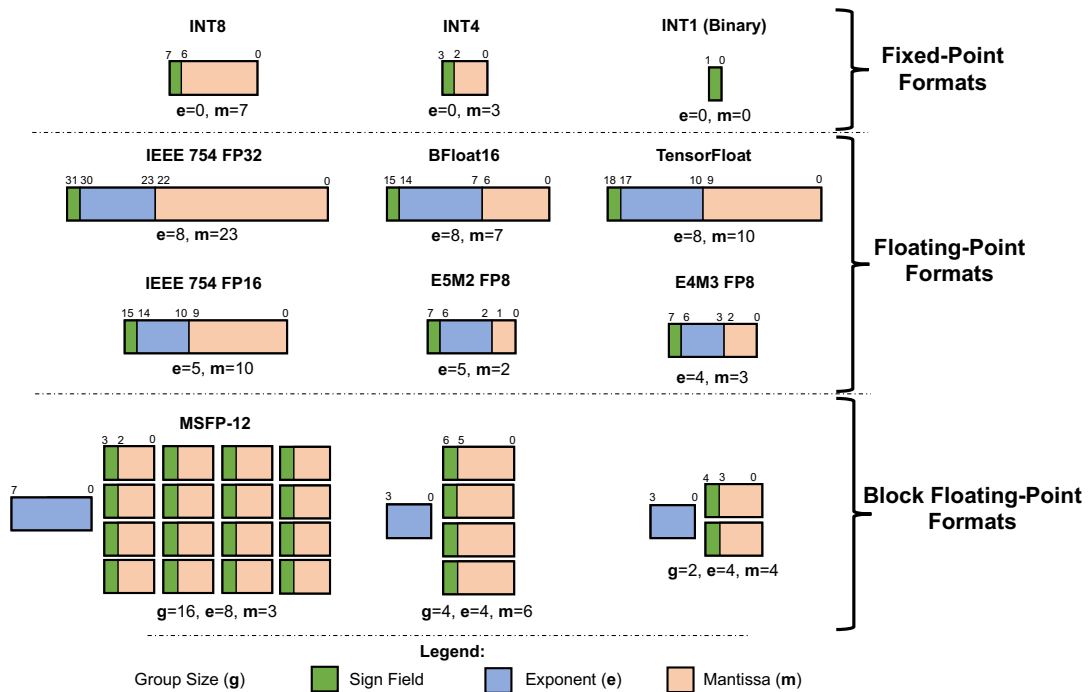 INT8
INT4
INT1 (Binary)
7 6 0
3 2 0
1 0
e=0, m=7
e=0, m=3
e=0, m=0
Fixed-Point
Formats
IEEE 754 FP32
BFloat16
TensorFloat
31 30 23 22 0
15 14 7 6 0
18 17 10 9 0
e=8, m=23
e=8, m=7
e=8, m=10
IEEE 754 FP16
E5M2 FP8
E4M3 FP8
15 14 10 9 0
7 6 2 1 0
7 6 3 2 0
e=5, m=10
e=5, m=2
e=4, m=3
Floating-Point
Formats
MSFP-12
7 0
3 2 0
3 0
6 5 0
3 0
4 3 0
g=16, e=8, m=3
g=4, e=4, m=6
g=2, e=4, m=4
Block Floating-Point
Formats
Legend:
Group Size (g)
Sign Field
Exponent (e)
Mantissa (m)